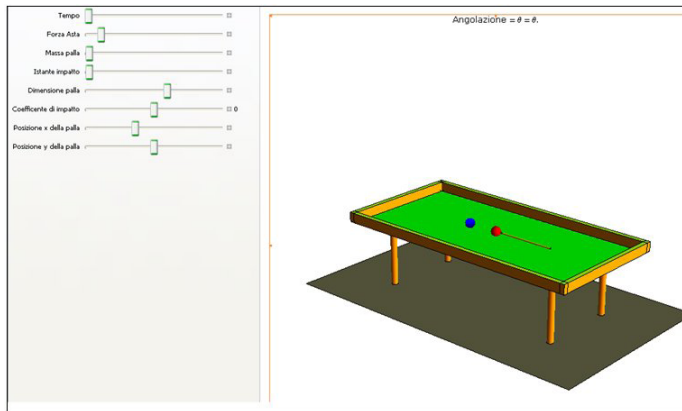 Tempo
Forza Asta
Massa palla
Istante impatto
Dimensione palla
Coefficiente di impatto 0
Posizione x della palla
Posizione y della palla
Angolazione = θ = θ.